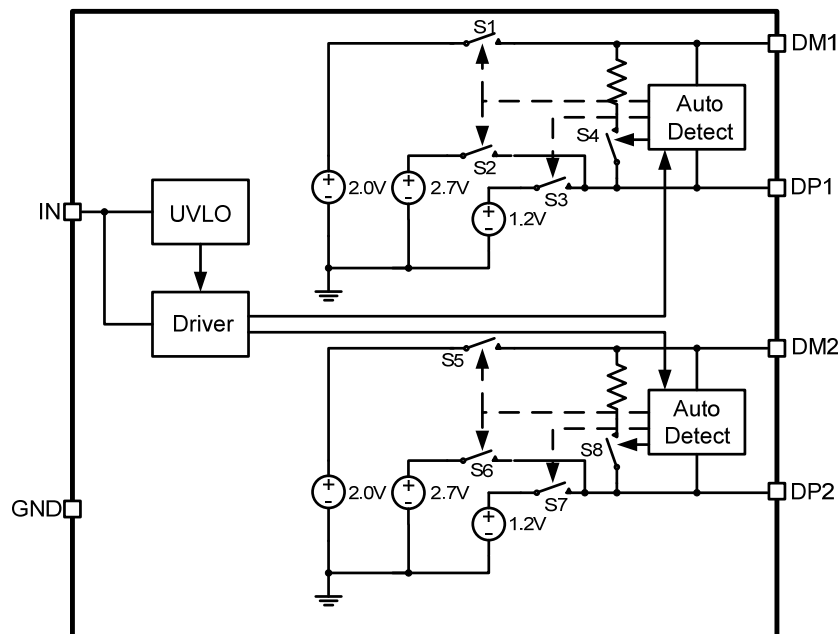 S1
DM1
Auto
Detect
S4
S2
2.0V
2.7V
S3
DP1
1.2V
IN
UVLO
Driver
DM2
S5
Auto
Detect
S8
S6
2.0V
2.7V
S7
DP2
1.2V
GND